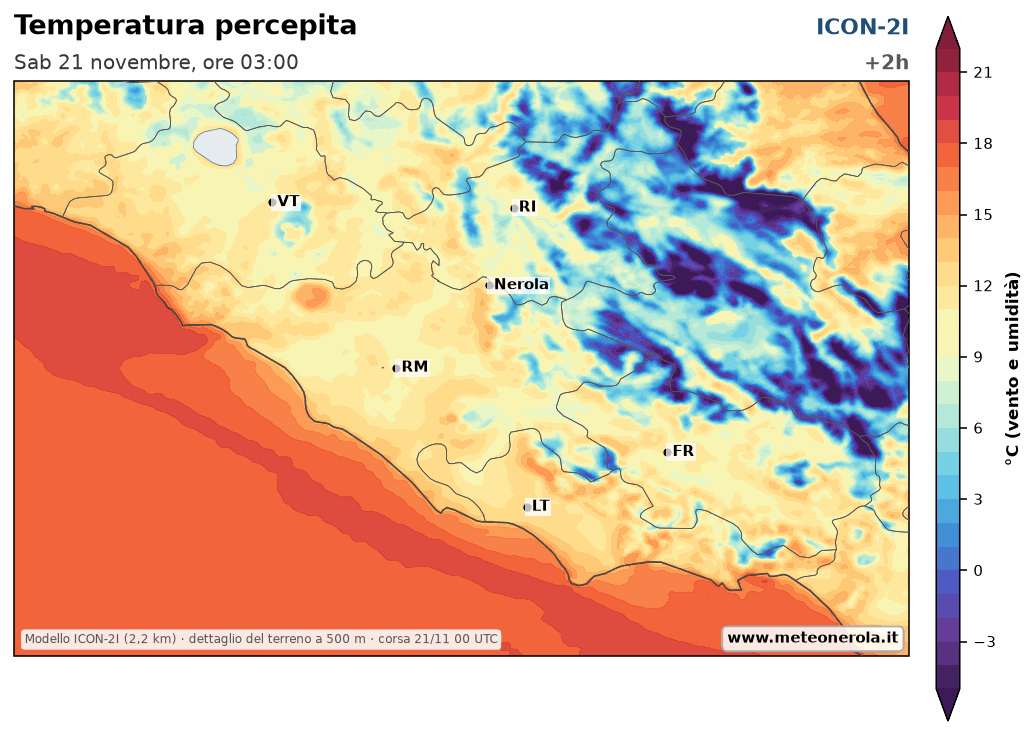 Temperatura percepita
ICON-2I
Sab 21 novembre, ore 03:00
+2h
21
18
15
12
9
6
3
0
−3
°C (vento e umidità)
VT
RI
Nerola
RM
FR
LT
Modello ICON-2I (2,2 km) · dettaglio del terreno a 500 m · corsa 21/11 00 UTC
www.meteonerola.it